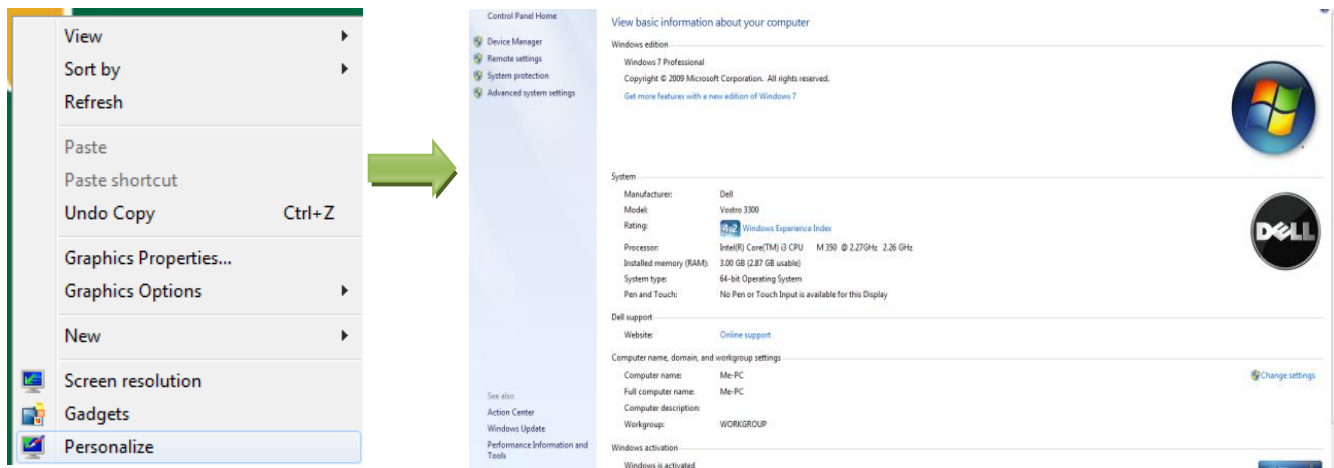 View
Sort by
Refresh
Paste
Paste shortcut
Undo Copy Ctrl+Z
Graphics Properties...
Graphics Options
New
Screen resolution
Gadgets
Personalize
Control Panel Home
Device Manager
Remote settings
System protection
Advanced system settings
See also
Action Center
Windows Update
Performance Information and
Tools
View basic information about your computer
Windows edition
Windows 7 Professional
Copyright © 2009 Microsoft Corporation. All rights reserved.
Get more features with a new edition of Windows 7
System
Manufacturer: Dell
Model: Vostro 3300
Rating: 4,2 Windows Experience Index
Processor: Intel(R) Core(TM) i3 CPU M 350 @ 2.27GHz 2.26 GHz
Installed memory (RAM): 3.00 GB (2.87 GB usable)
System type: 64-bit Operating System
Pen and Touch: No Pen or Touch Input is available for this Display
DELL
Dell support
Website: Online support
Computer name, domain, and workgroup settings
Computer name: Me-PC Change settings
Full computer name: Me-PC
Computer description:
Workgroup: WORKGROUP
Windows activation
Windows is activated